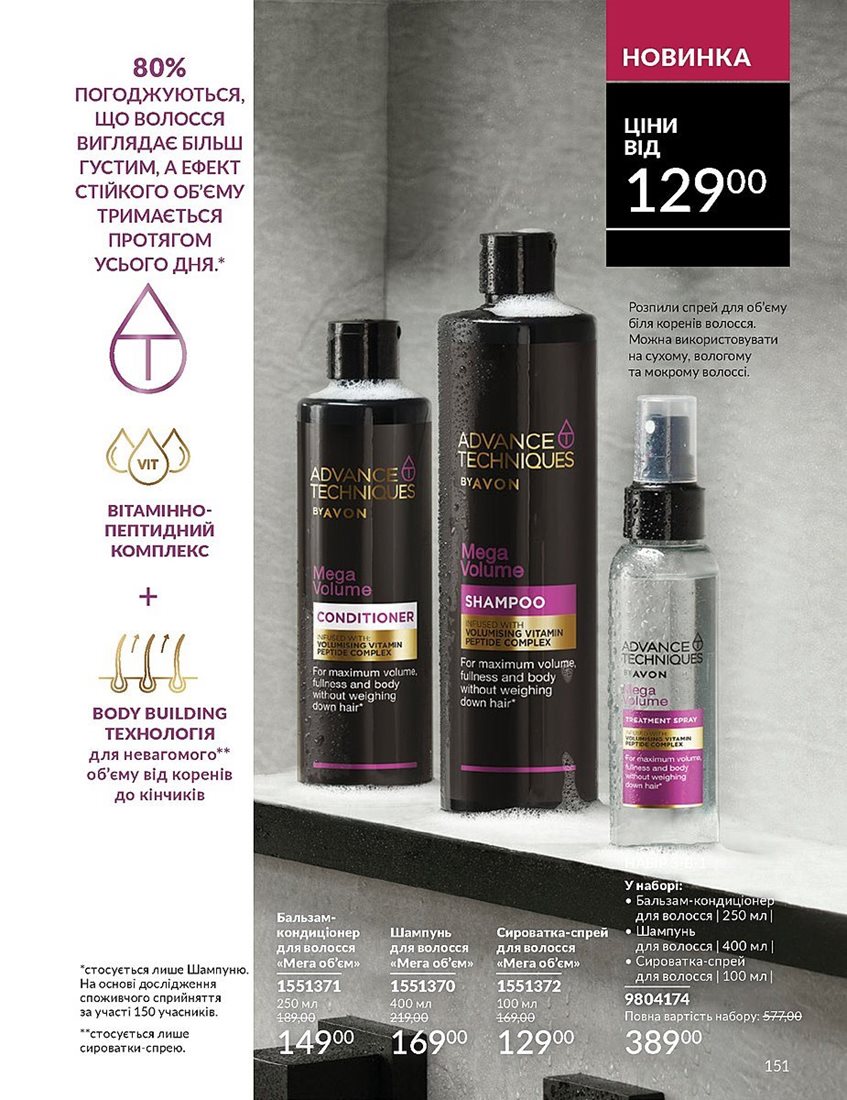 80%
ПОГОДЖУЮТЬСЯ,
ЩО ВОЛОССЯ
ВИГЛЯДАЄ БІЛЬШ
ГУСТИМ, А ЕФЕКТ
СТІЙКОГО ОБ’ЄМУ
ТРИМАЄТЬСЯ
ПРОТЯГОМ
УСЬОГО ДНЯ.*
T
VIT
ВІТАМІННО-
ПЕПТИДНИЙ
КОМПЛЕКС
+
BODY BUILDING
ТЕХНОЛОГІЯ
для невагомого**
об’єму від коренів
до кінчиків
*стосується лише Шампуню.
На основі дослідження
споживчого сприйняття
за участі 150 учасників.
**стосується лише
сироватки-спрею.
НОВИНКА
ЦІНИ
ВІД
12900
Розпили спрей для об’єму
біля коренів волосся.
Можна використовувати
на сухому, вологому
та мокрому волоссі.
ADVANCE T
TECHNIQUES
BY AVON
Mega
Volume
CONDITIONER
INFUSED WITH:
VOLUMISING VITAMIN
PEPTIDE COMPLEX
For maximum volume,
fullness and body
without weighing
down hair*
ADVANCE T
TECHNIQUES
BY AVON
Mega
Volume
SHAMPOO
INFUSED WITH:
VOLUMISING VITAMIN
PEPTIDE COMPLEX
For maximum volume,
fullness and body
without weighing
down hair*
ADVANCE T
TECHNIQUES
BY AVON
Mega
Volume
TREATMENT SPRAY
INFUSED WITH:
VOLUMISING VITAMIN
PEPTIDE COMPLEX
For maximum volume,
fullness and body
without weighing
down hair*
Бальзам-
кондиціонер
для волосся
«Мега об’єм»
1551371
250 мл
189,00
14900
Шампунь
для волосся
«Мега об’єм»
1551370
400 мл
219,00
16900
Сироватка-спрей
для волосся
«Мега об’єм»
1551372
100 мл
169,00
12900
У наборі:
• Бальзам-кондиціонер
для волосся | 250 мл |
• Шампунь
для волосся | 400 мл |
• Сироватка-спрей
для волосся | 100 мл |
9804174
Повна вартість набору: 577,00
38900
151